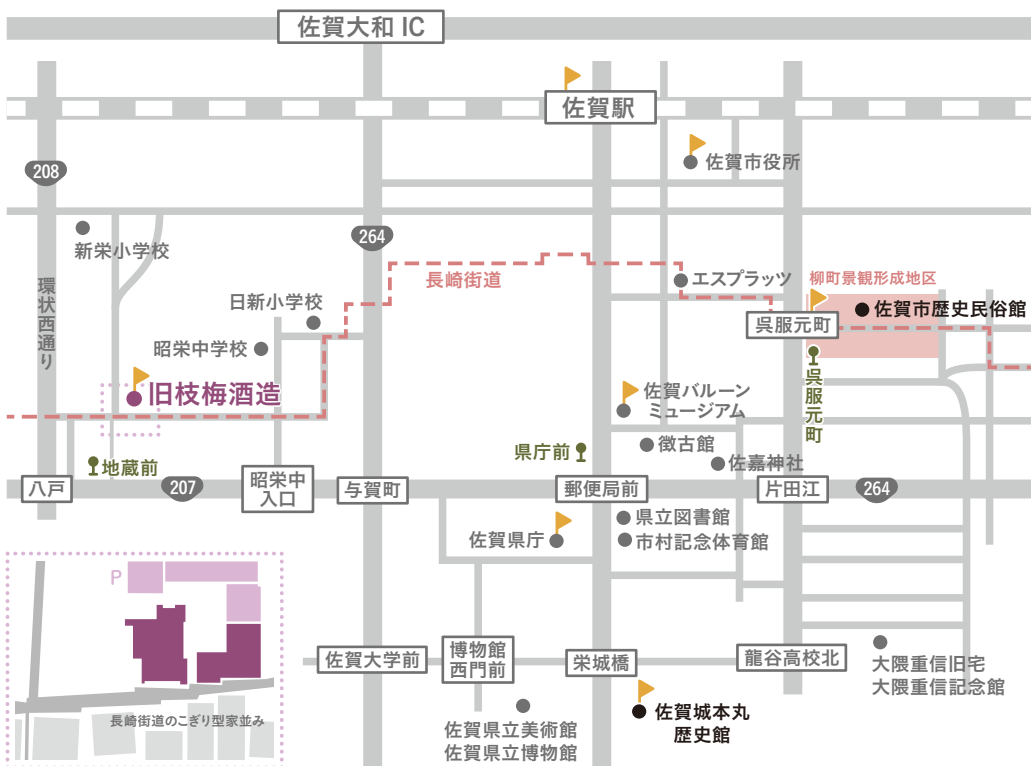 佐賀大和 IC
佐賀駅
佐賀市役所
208
264
新栄小学校
環状西通り
長崎街道
エスプラッツ
柳町景観形成地区
佐賀市歴史民俗館
呉服元町
日新小学校
昭栄中学校
呉服元町
旧枝梅酒造
佐賀バルーン
ミュージアム
徴古館
県庁前
佐嘉神社
地蔵前
八戸
207
昭栄中
入口
与賀町
郵便局前
片田江
264
県立図書館
佐賀県庁
市村記念体育館
P
長崎街道のこぎり型家並み
佐賀大学前
博物館
西門前
栄城橋
龍谷高校北
大隈重信旧宅
大隈重信記念館
佐賀城本丸
歴史館
佐賀県立美術館
佐賀県立博物館